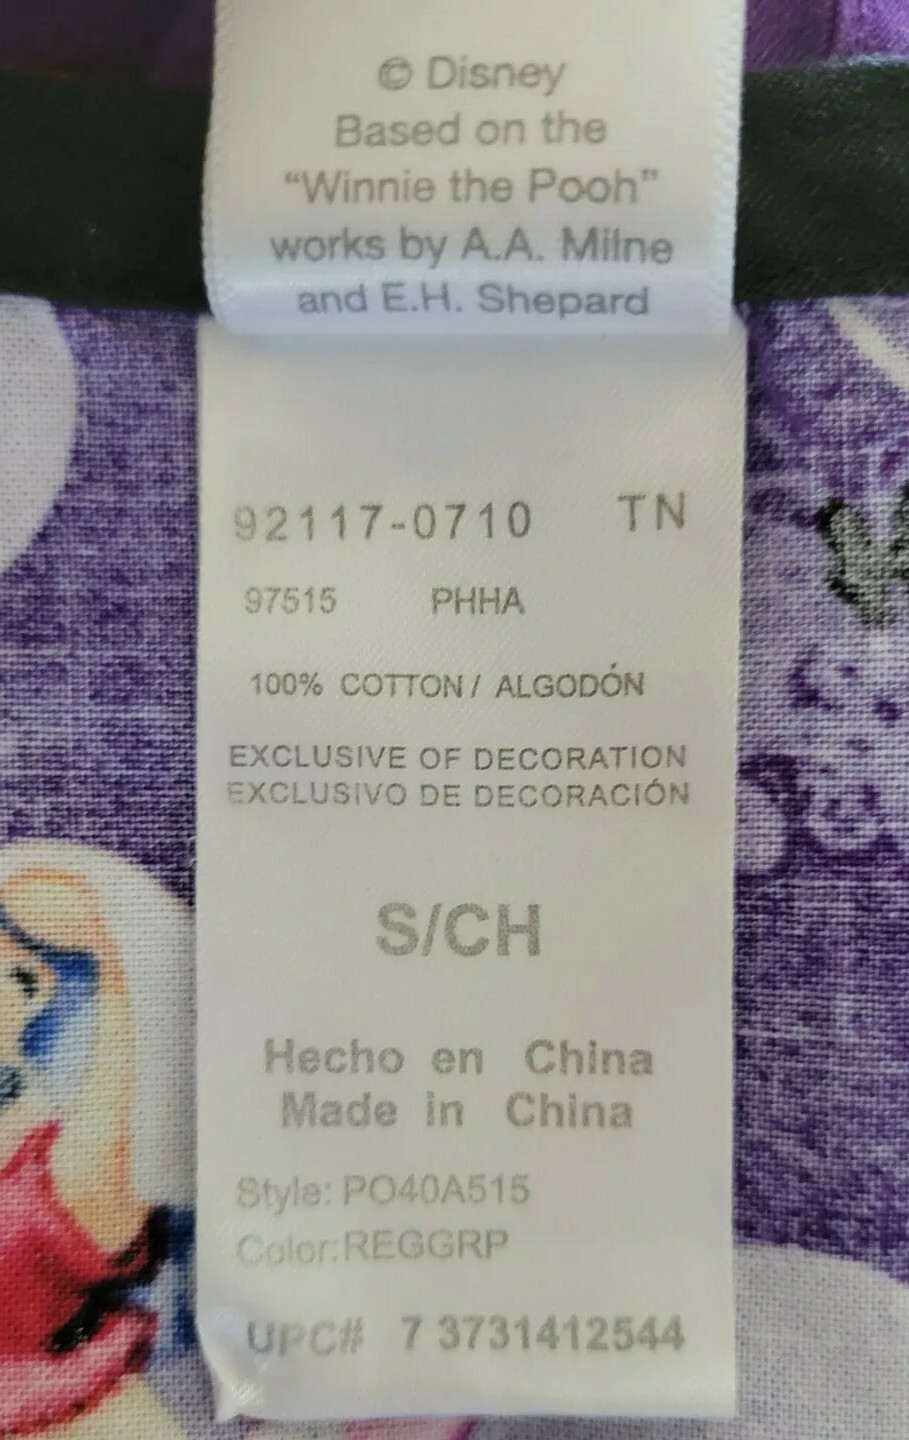 © Disney
Based on the
“Winnie the Pooh”
works by A.A. Milne
and E.H. Shepard
92117-0710 TN
97515 PHHA
100% COTTON / ALGODÓN
EXCLUSIVE OF DECORATION
EXCLUSIVO DE DECORACIÓN
S/CH
Hecho en China
Made in China
Style: PO40A515
Color:REGGRP
UPC# 7 3731412544